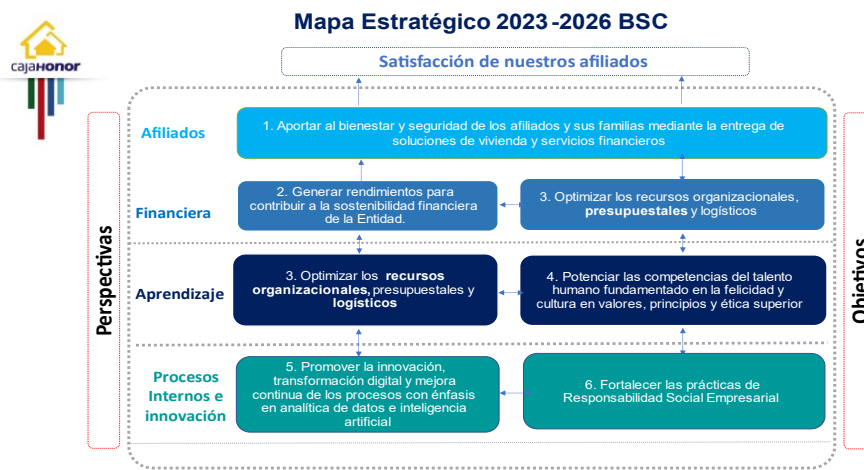 Mapa Estratégico 2023-2026 BSC
cajaHonor
Satisfacción de nuestros afiliados
Perspectivas
Objetivos
Afiliados
1. Aportar al bienestar y seguridad de los afiliados y sus familias mediante la entrega de
soluciones de vivienda y servicios financieros
Financiera
2. Generar rendimientos para
contribuir a la sostenibilidad financiera
de la Entidad.
3. Optimizar los recursos organizacionales,
presupuestales y logísticos
Aprendizaje
3. Optimizar los recursos
organizacionales, presupuestales y
logísticos
4. Potenciar las competencias del talento
humano fundamentado en la felicidad y
cultura en valores, principios y ética superior
Procesos
Internos e
innovación
5. Promover la innovación,
transformación digital y mejora
continua de los procesos con énfasis
en analítica de datos e inteligencia
artificial
6. Fortalecer las prácticas de
Responsabilidad Social Empresarial